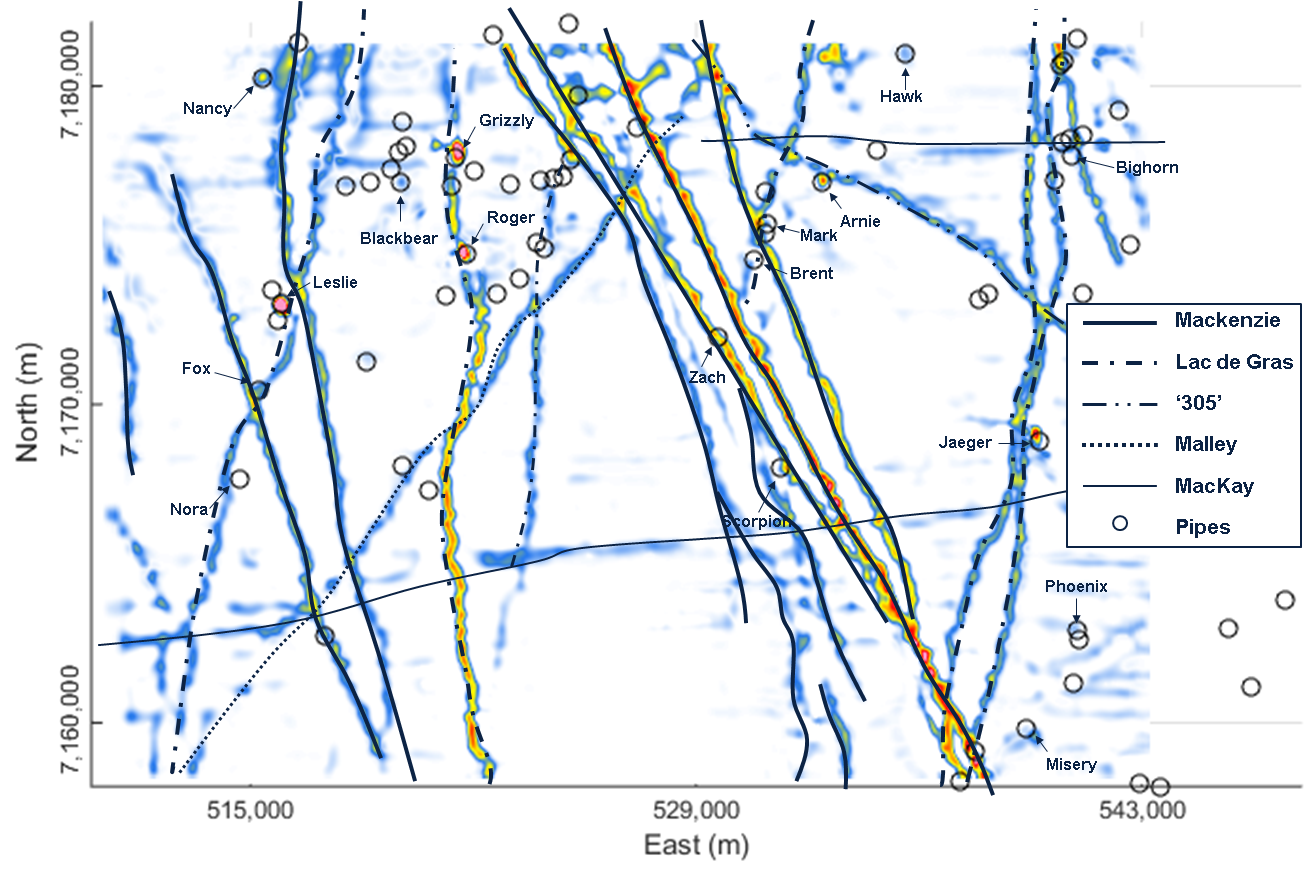 7,180,000
7,170,000
7,160,000
North (m)
515,000
529,000
543,000
East (m)
Nancy
Grizzly
Hawk
Bighorn
Blackbear
Roger
Arnie
Mark
Brent
Leslie
Fox
Zach
Nora
Scorpion
Jaeger
Phoenix
Misery
Mackenzie
Lac de Gras
‘305’
Malley
MacKay
Pipes